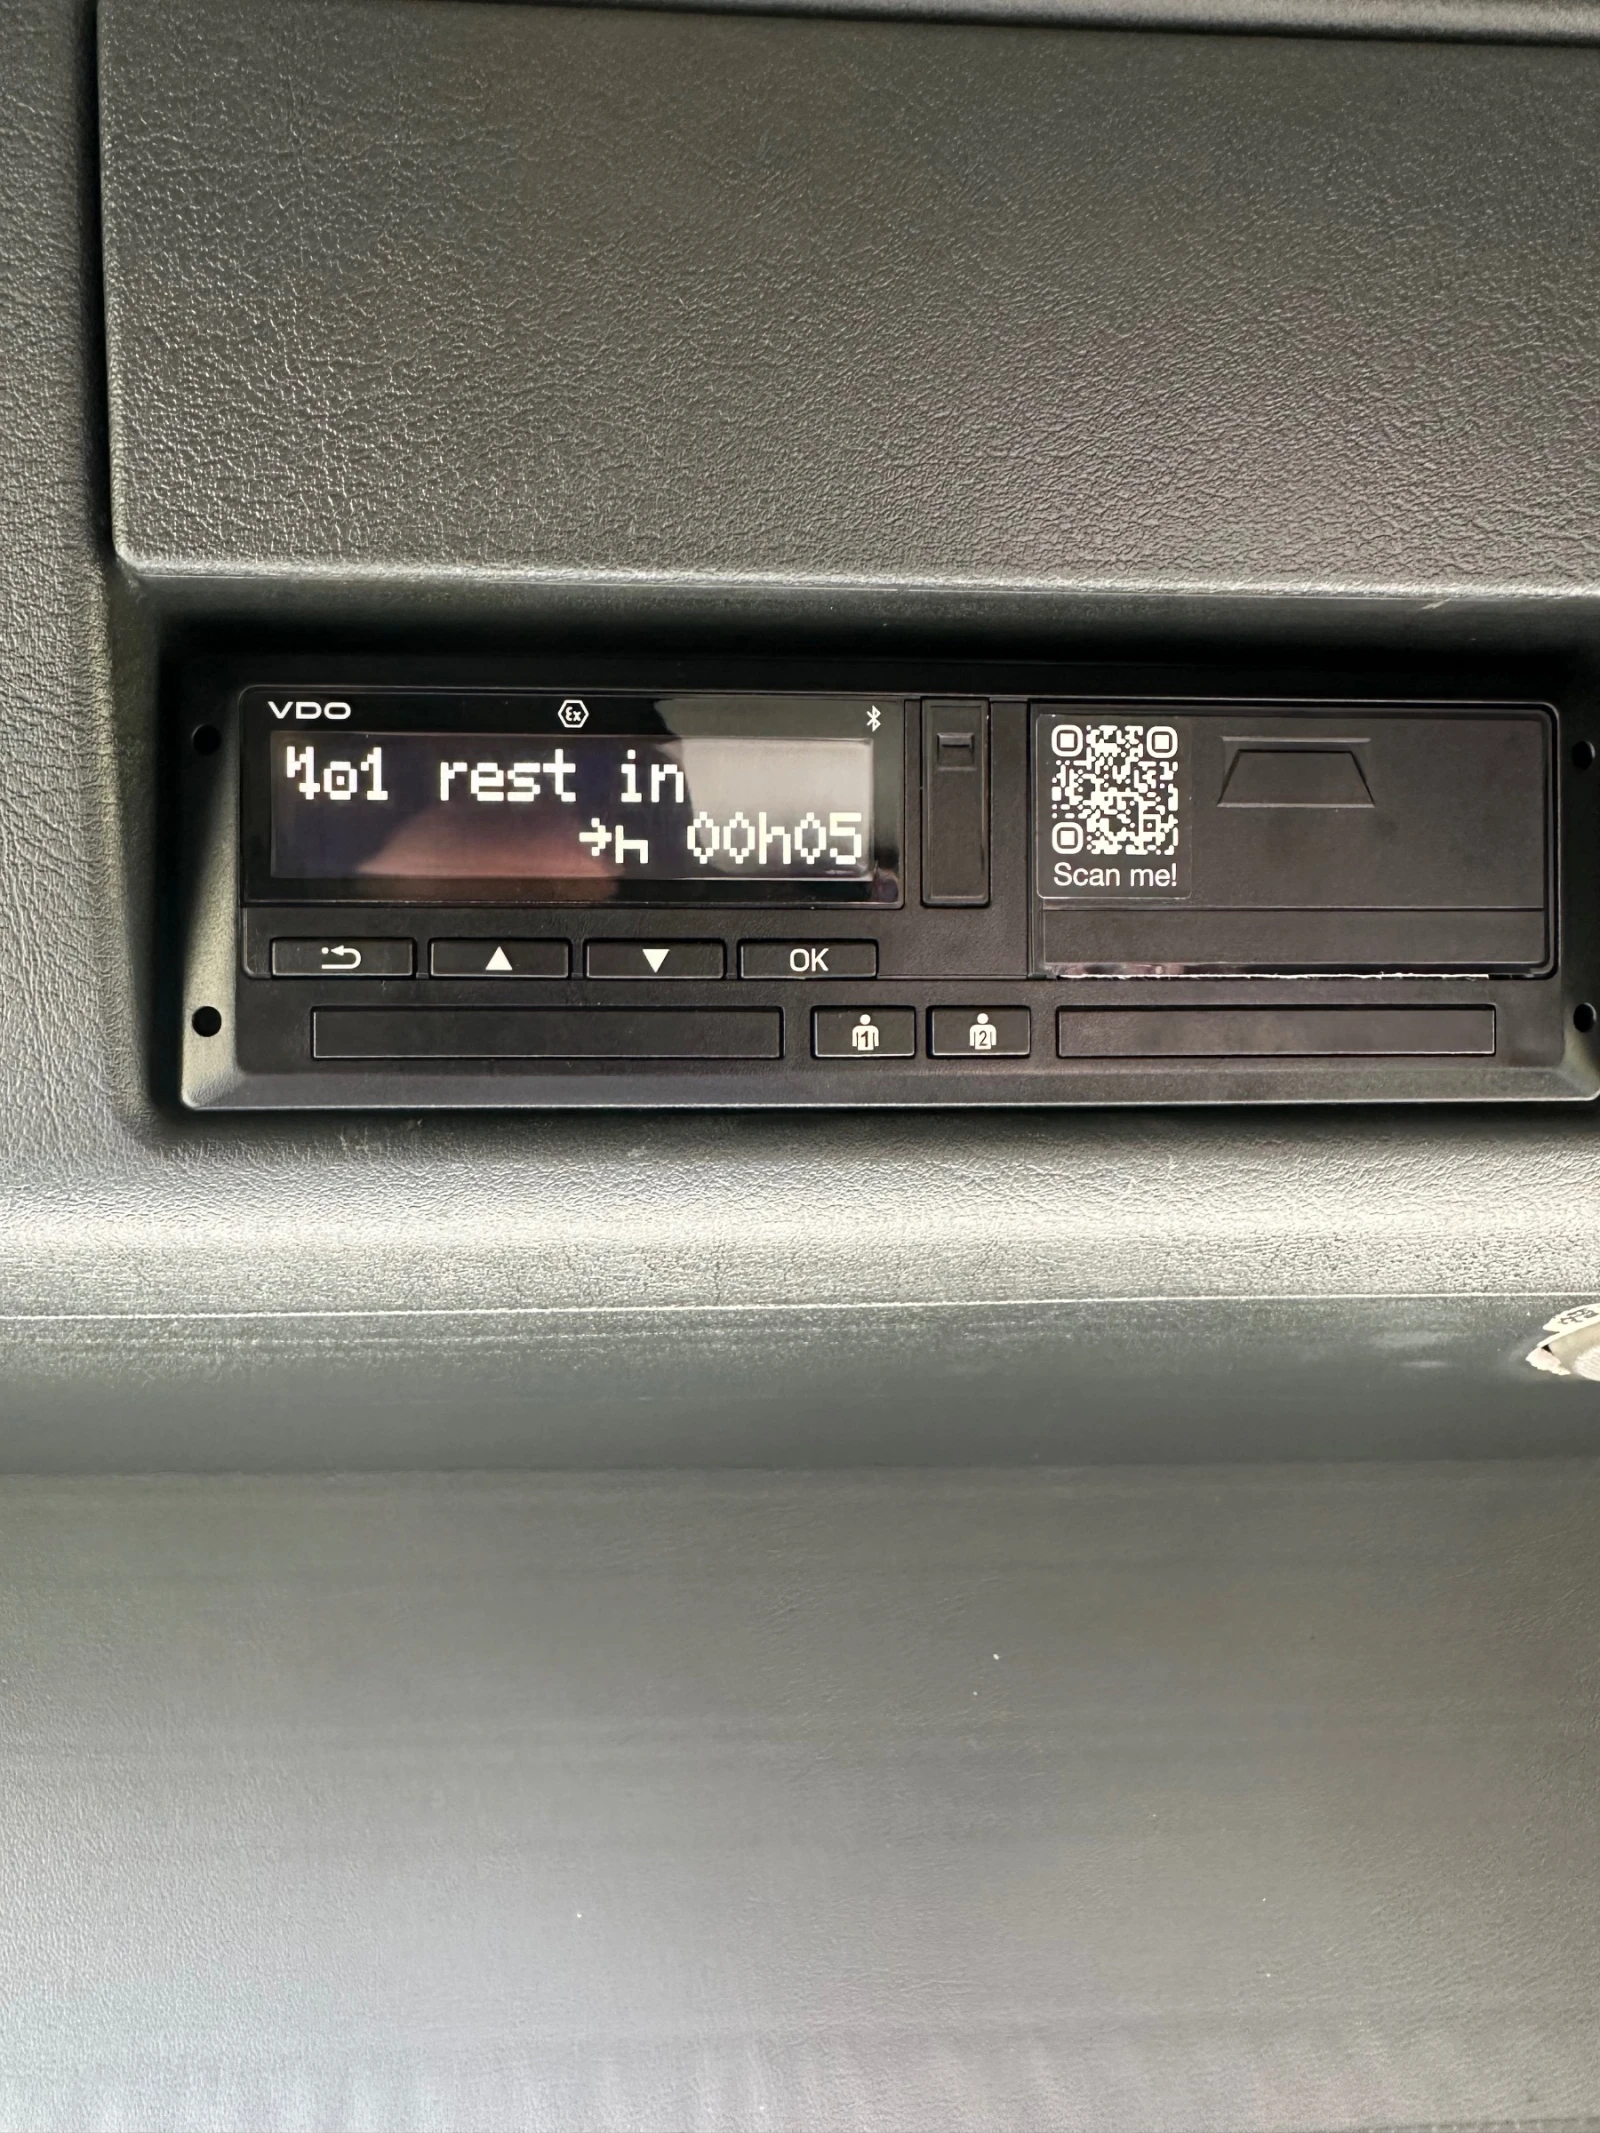 VDO
Ex
1 rest in
00h05
Scan me!
OK
1
2